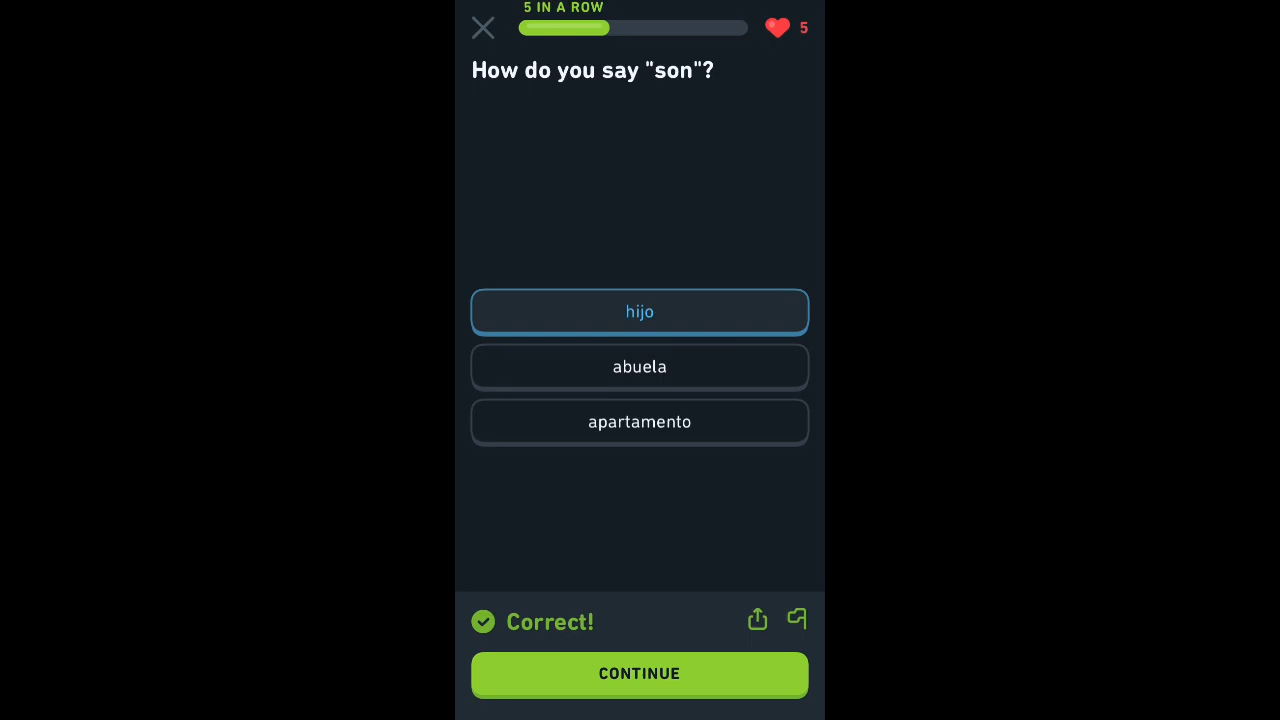 5 IN A ROW
5
How do you say "son"?
hijo
abuela
apartamento
Correct!
CONTINUE